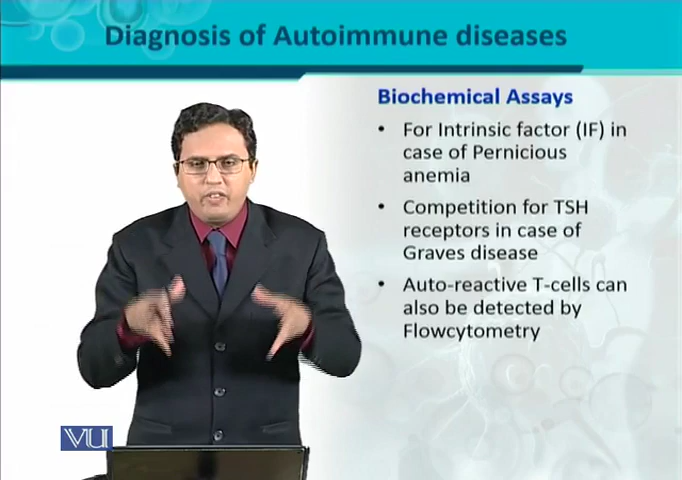 Diagnosis of Autoimmune diseases
Biochemical Assays
• For Intrinsic factor (IF) in
case of Pernicious
anemia
• Competition for TSH
receptors in case of
Graves disease
• Auto-reactive T-cells can
also be detected by
Flowcytometry
VU